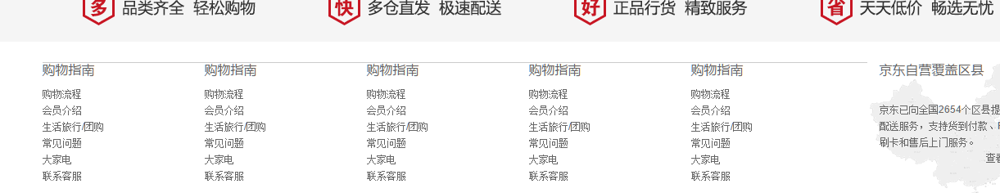 多 品类齐全 轻松购物 快 多仓直发 极速配送 好 正品行货 精致服务 省 天天低价 畅选无忧
购物指南 购物指南 购物指南 购物指南 购物指南 京东自营覆盖区县
购物流程 购物流程 购物流程 购物流程 购物流程
会员介绍 会员介绍 会员介绍 会员介绍 会员介绍 京东已向全国2654个区县提
生活旅行/团购 生活旅行/团购 生活旅行/团购 生活旅行/团购 生活旅行/团购 配送服务，支持货到付款、
常见问题 常见问题 常见问题 常见问题 常见问题 刷卡和售后上门服务。
大家电 大家电 大家电 大家电 大家电 查看
联系客服 联系客服 联系客服 联系客服 联系客服